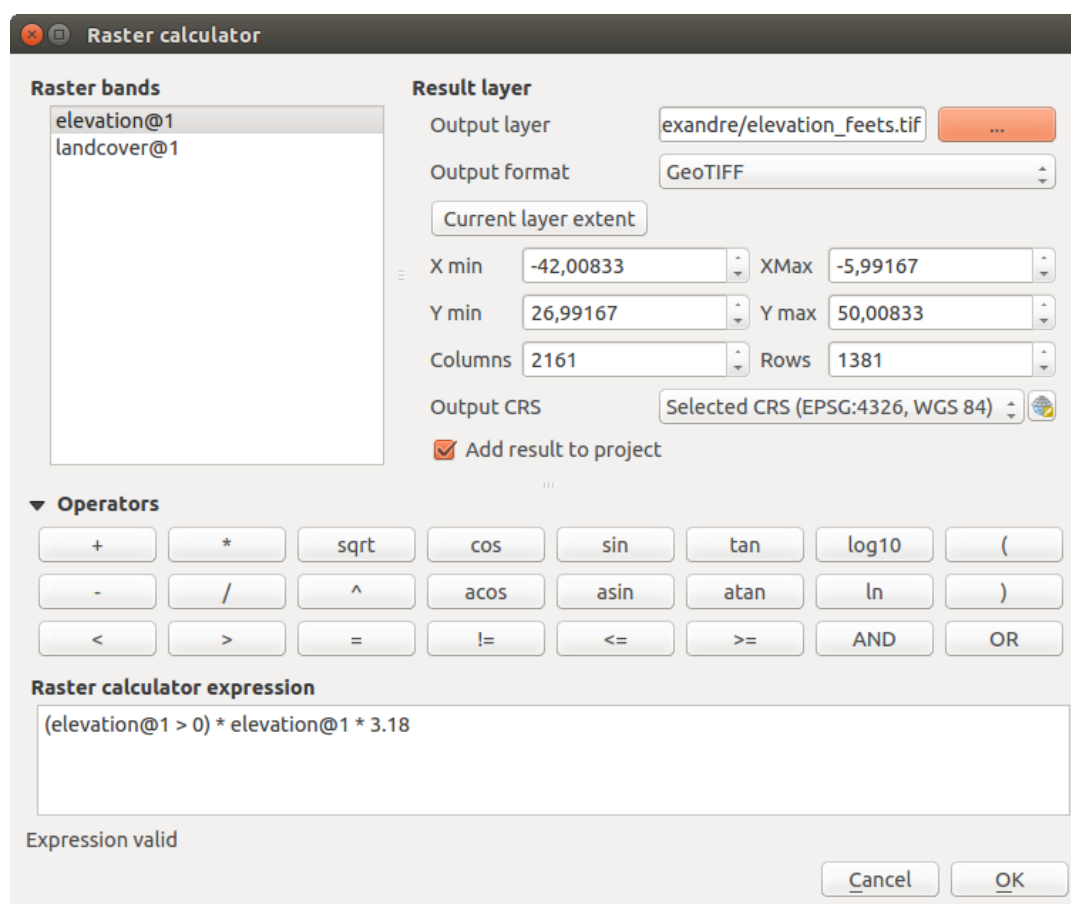 Raster calculator
Raster bands
elevation@1
landcover@1
Result layer
Output layer exandre/elevation_feets.tif ...
Output format GeoTIFF
Current layer extent
X min -42,00833 XMax -5,99167
Y min 26,99167 Y max 50,00833
Columns 2161 Rows 1381
Output CRS Selected CRS (EPSG:4326, WGS 84)
Add result to project
Operators
+ * sqrt cos sin tan log10 (
- / ^ acos asin atan ln )
< > = != <= >= AND OR
Raster calculator expression
(elevation@1 > 0) * elevation@1 * 3.18
Expression valid
Cancel OK